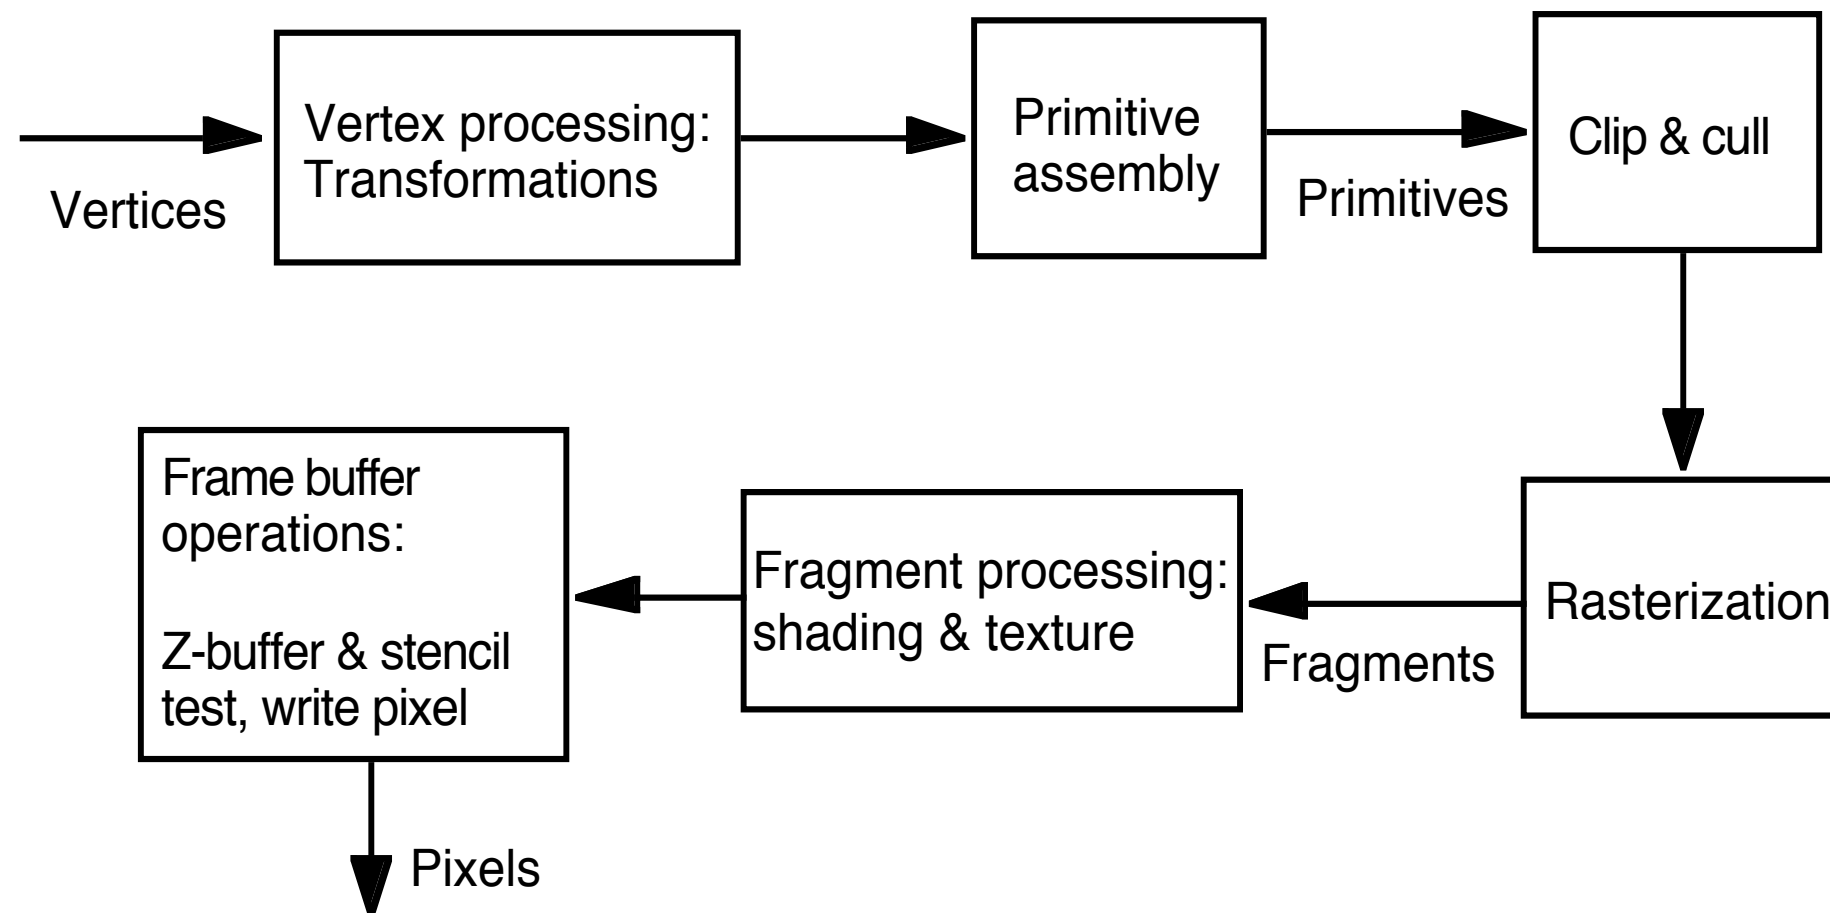 Vertices
Vertex processing:
Transformations
Primitive
assembly
Primitives
Clip & cull
Rasterization
Fragments
Fragment processing:
shading & texture
Frame buffer
operations:
Z-buffer & stencil
test, write pixel
Pixels